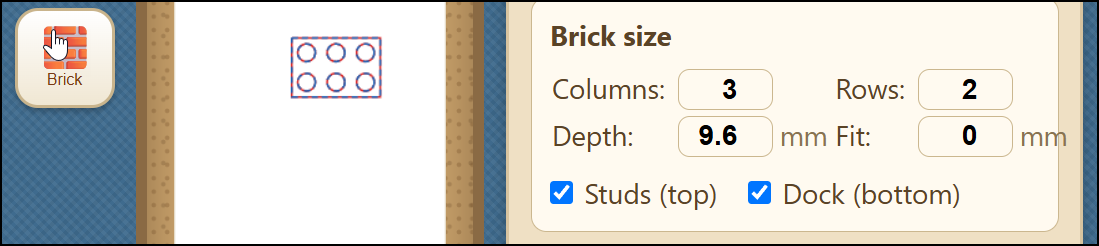 Brick
Brick size
Columns: 3 Rows: 2
Depth: 9.6 mm Fit: 0 mm
Studs (top) Dock (bottom)